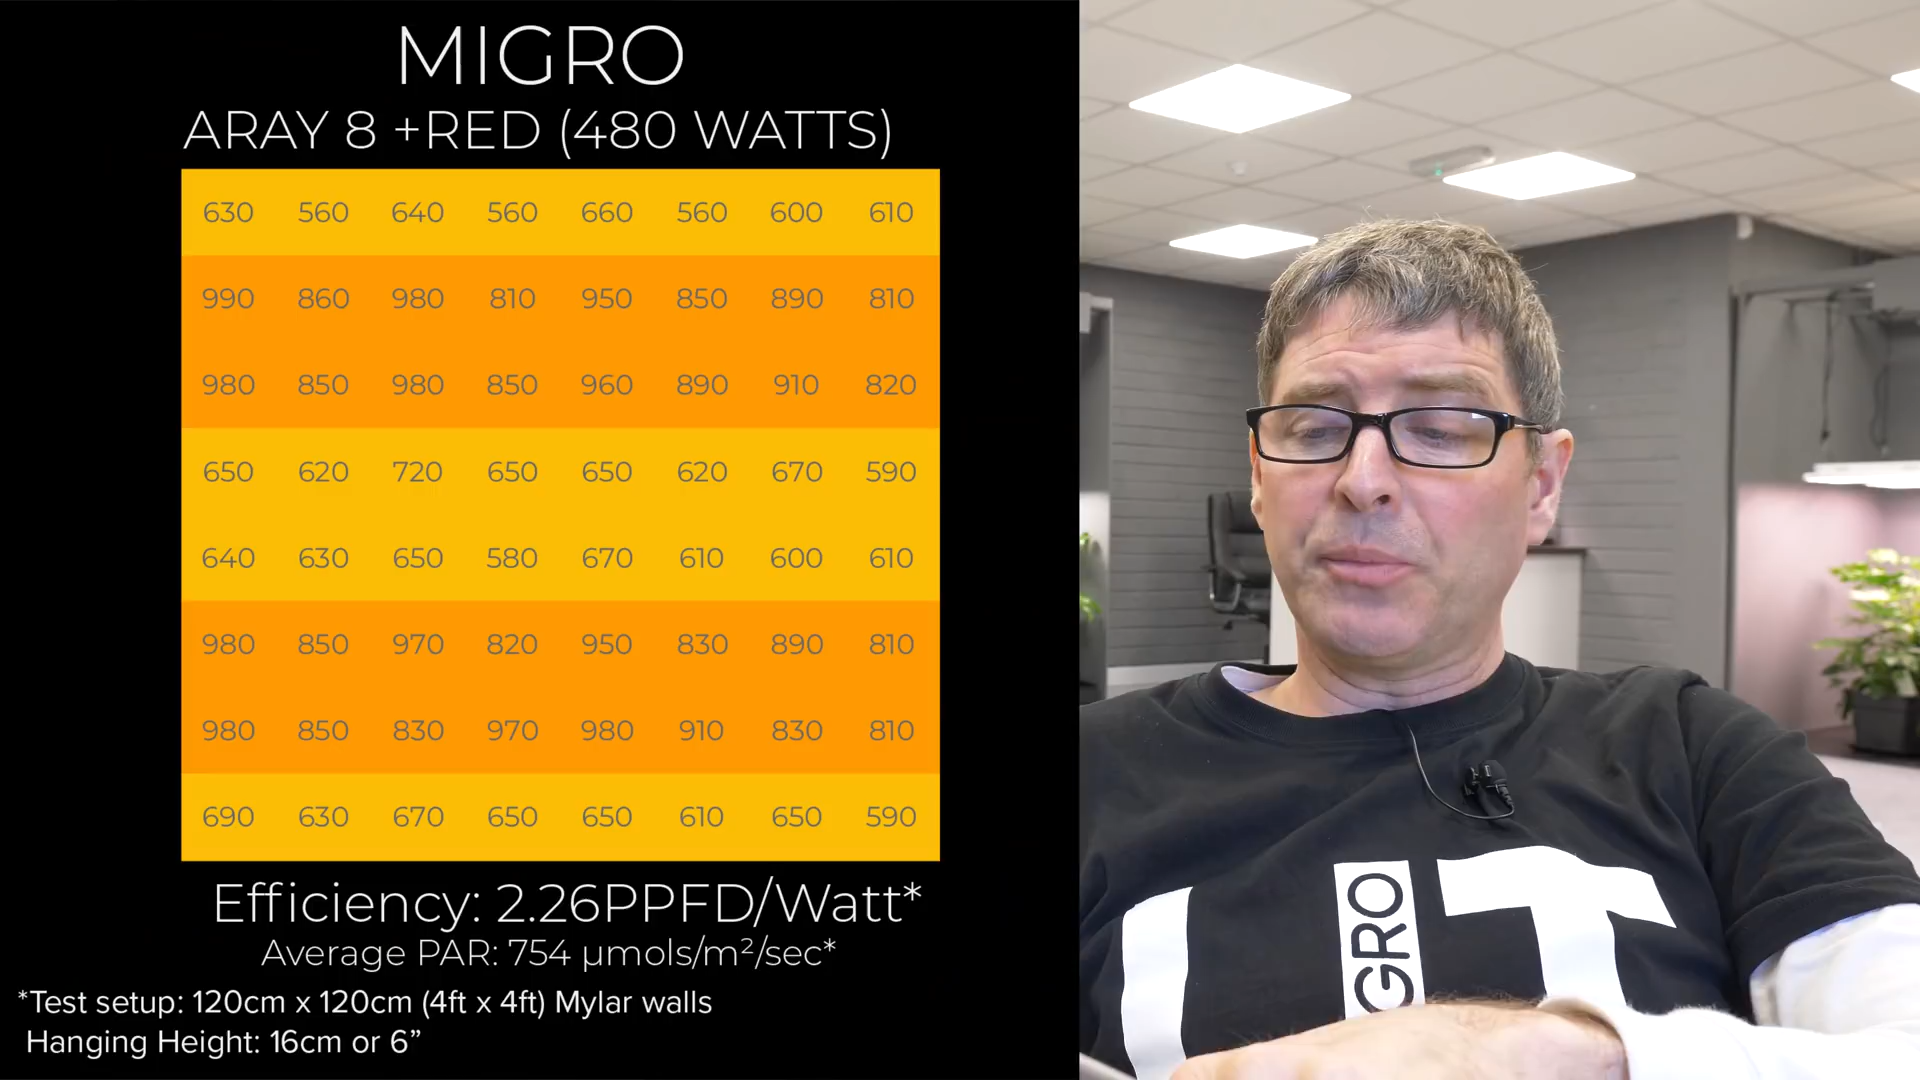 MIGRO
ARAY 8 +RED (480 WATTS)
630 560 640 560 660 560 600 610
990 860 980 810 950 850 890 810
980 850 980 850 960 890 910 820
650 620 720 650 650 620 670 590
640 630 650 580 670 610 600 610
980 850 970 820 950 830 890 810
980 850 830 970 980 910 830 810
690 630 670 650 650 610 650 590
Efficiency: 2.26PPFD/Watt*
Average PAR: 754 µmols/m²/sec*
*Test setup: 120cm x 120cm (4ft x 4ft) Mylar walls
Hanging Height: 16cm or 6”
GRO